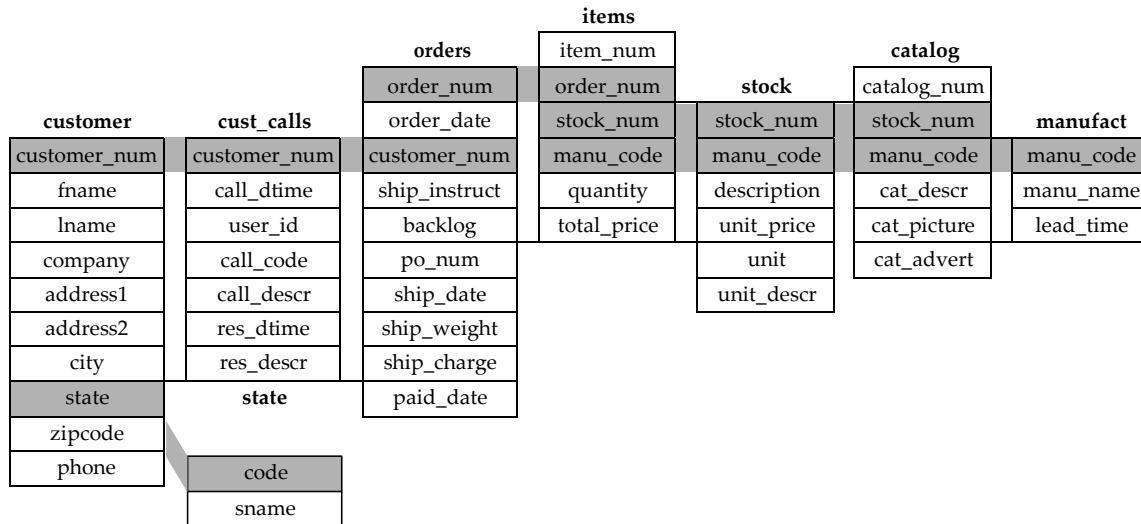 items
item_num
order_num
stock_num
manu_code
quantity
total_price
orders
order_num
order_date
customer_num
ship_instruct
backlog
po_num
ship_date
ship_weight
ship_charge
paid_date
catalog
catalog_num
stock_num
manu_code
cat_descr
cat_picture
cat_advert
stock
stock_num
manu_code
description
unit_price
unit
unit_descr
customer
customer_num
fname
lname
company
address1
address2
city
state
zipcode
phone
cust_calls
customer_num
call_dtime
user_id
call_code
call_descr
res_dtime
res_descr
manufact
manu_code
manu_name
lead_time
state
code
sname